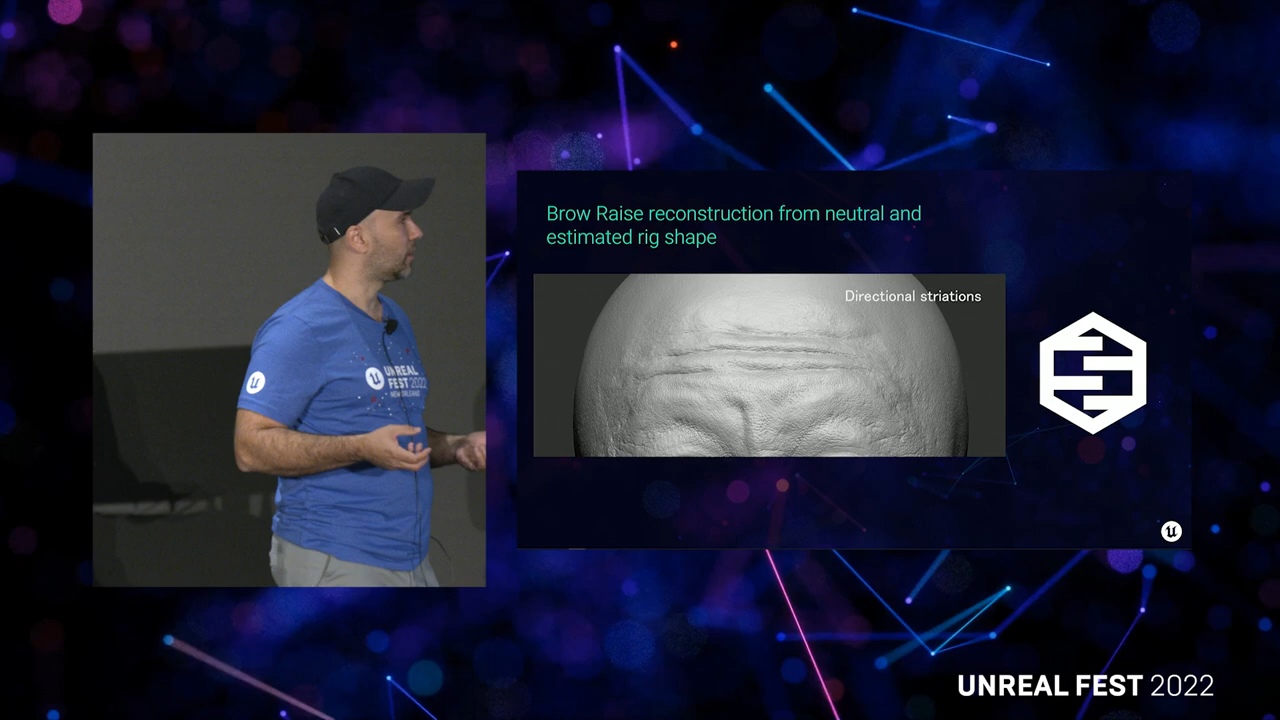 Brow Raise reconstruction from neutral and
estimated rig shape
Directional striations
UNREAL
FEST 2022
NEW ORLEANS
UNREAL FEST 2022